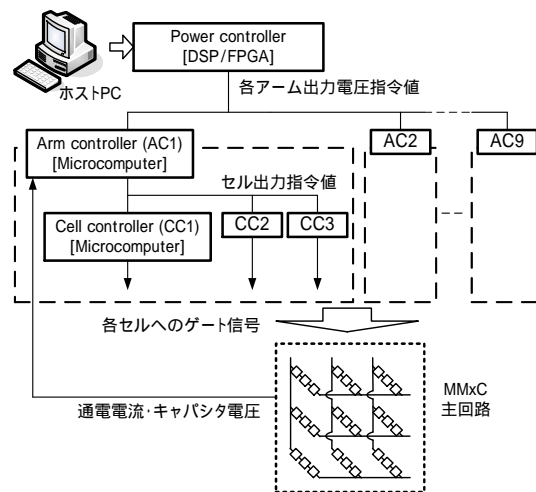 Power controller
[DSP/FPGA]
ホストPC
各アーム出力電圧指令値
Arm controller (AC1)
[Microcomputer]
AC2
AC9
セル出力指令値
Cell controller (CC1)
[Microcomputer]
CC2
CC3
各セルへのゲート信号
通電電流・キャパシタ電圧
MMxC
主回路